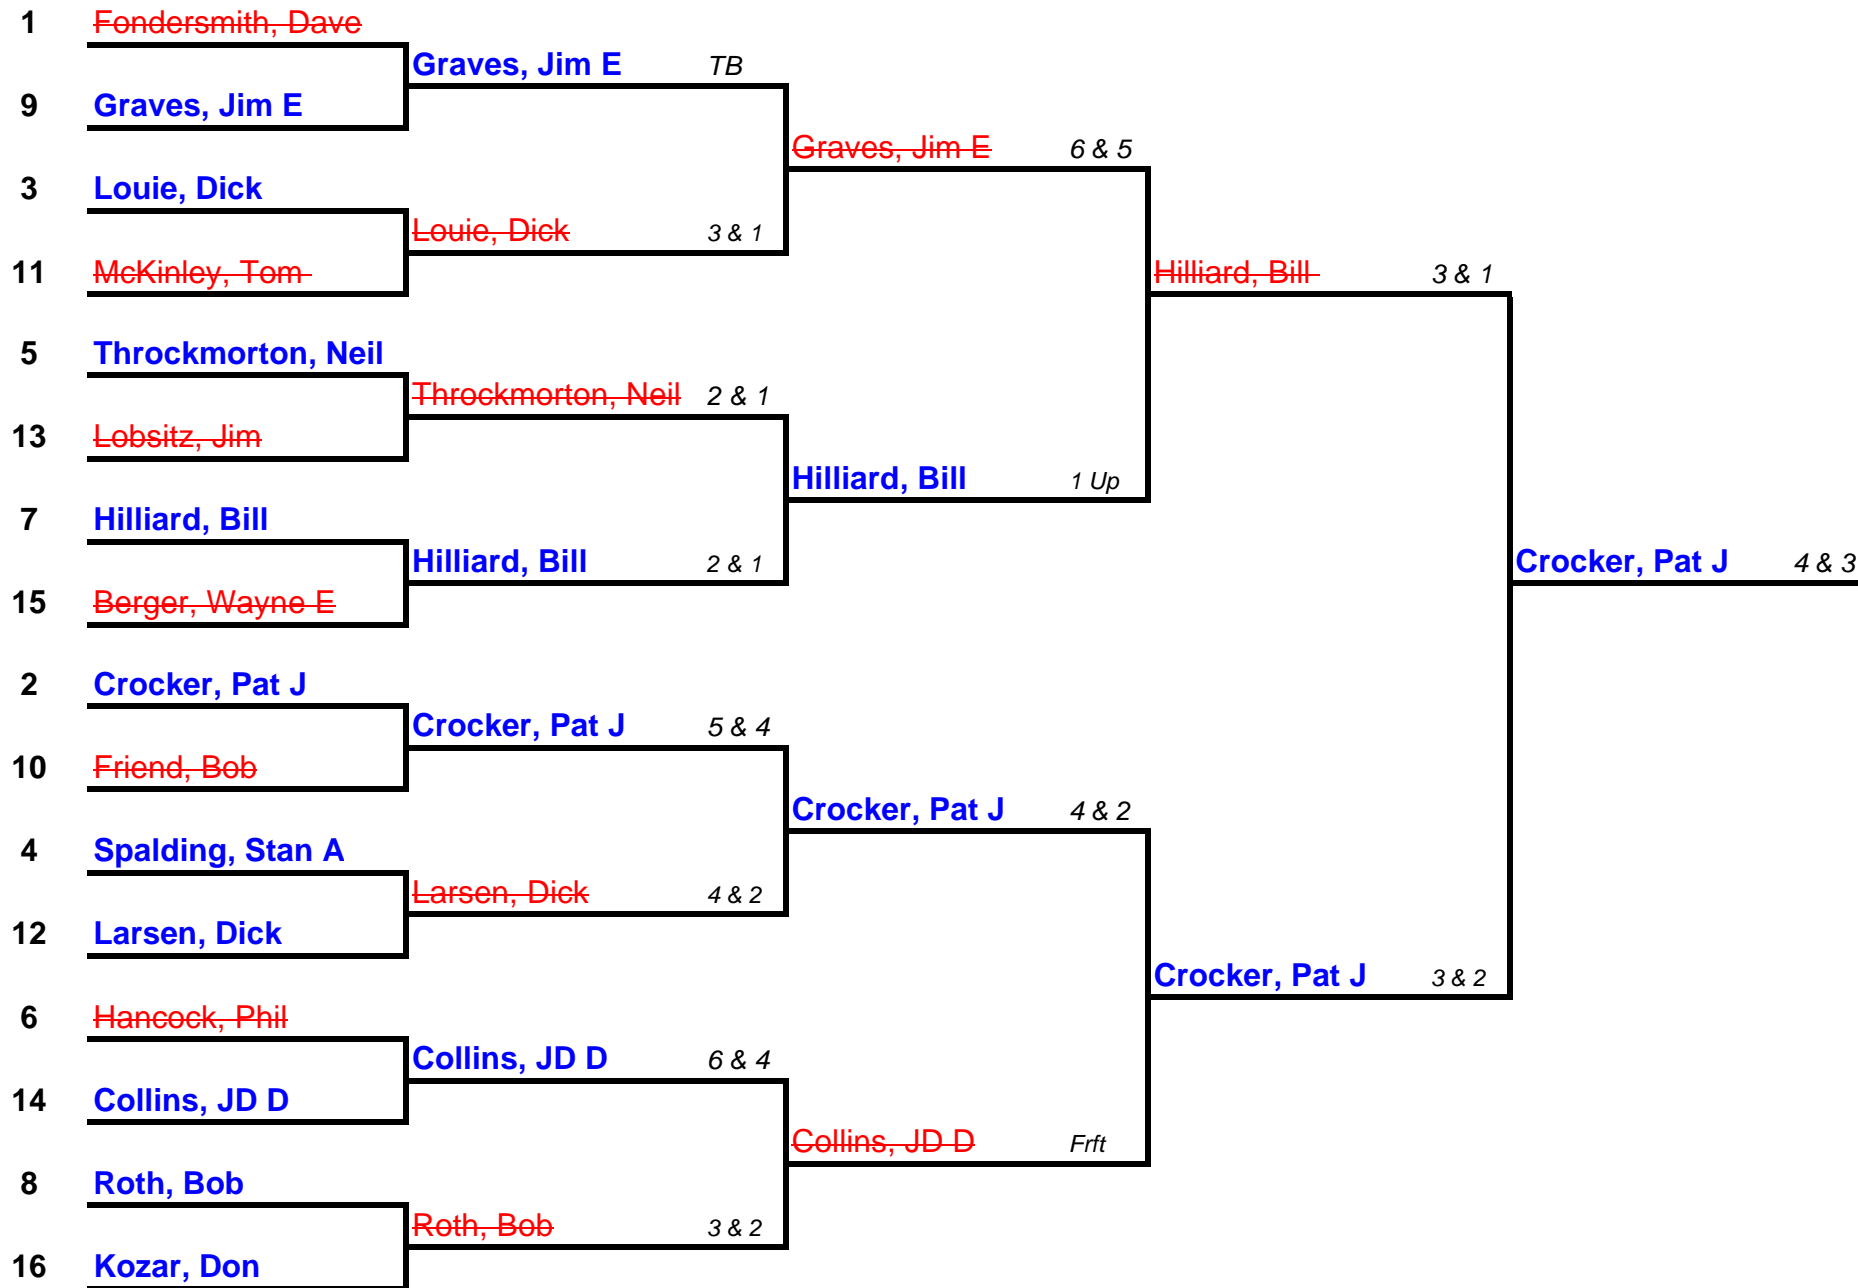 1 Fondersmith, Dave
Graves, Jim E TB
9 Graves, Jim E
Graves, Jim E 6 & 5
3 Louie, Dick
Louie, Dick 3 & 1
11 McKinley, Tom
Hilliard, Bill 3 & 1
5 Throckmorton, Neil
Throckmorton, Neil 2 & 1
13 Lobsitz, Jim
Hilliard, Bill 1 Up
7 Hilliard, Bill
Hilliard, Bill 2 & 1
Crocker, Pat J 4 & 3
15 Berger, Wayne E
2 Crocker, Pat J
Crocker, Pat J 5 & 4
10 Friend, Bob
Crocker, Pat J 4 & 2
4 Spalding, Stan A
Larsen, Dick 4 & 2
12 Larsen, Dick
Crocker, Pat J 3 & 2
6 Hancock, Phil
Collins, JD D 6 & 4
14 Collins, JD D
Collins, JD D Frft
8 Roth, Bob
Roth, Bob 3 & 2
16 Kozar, Don